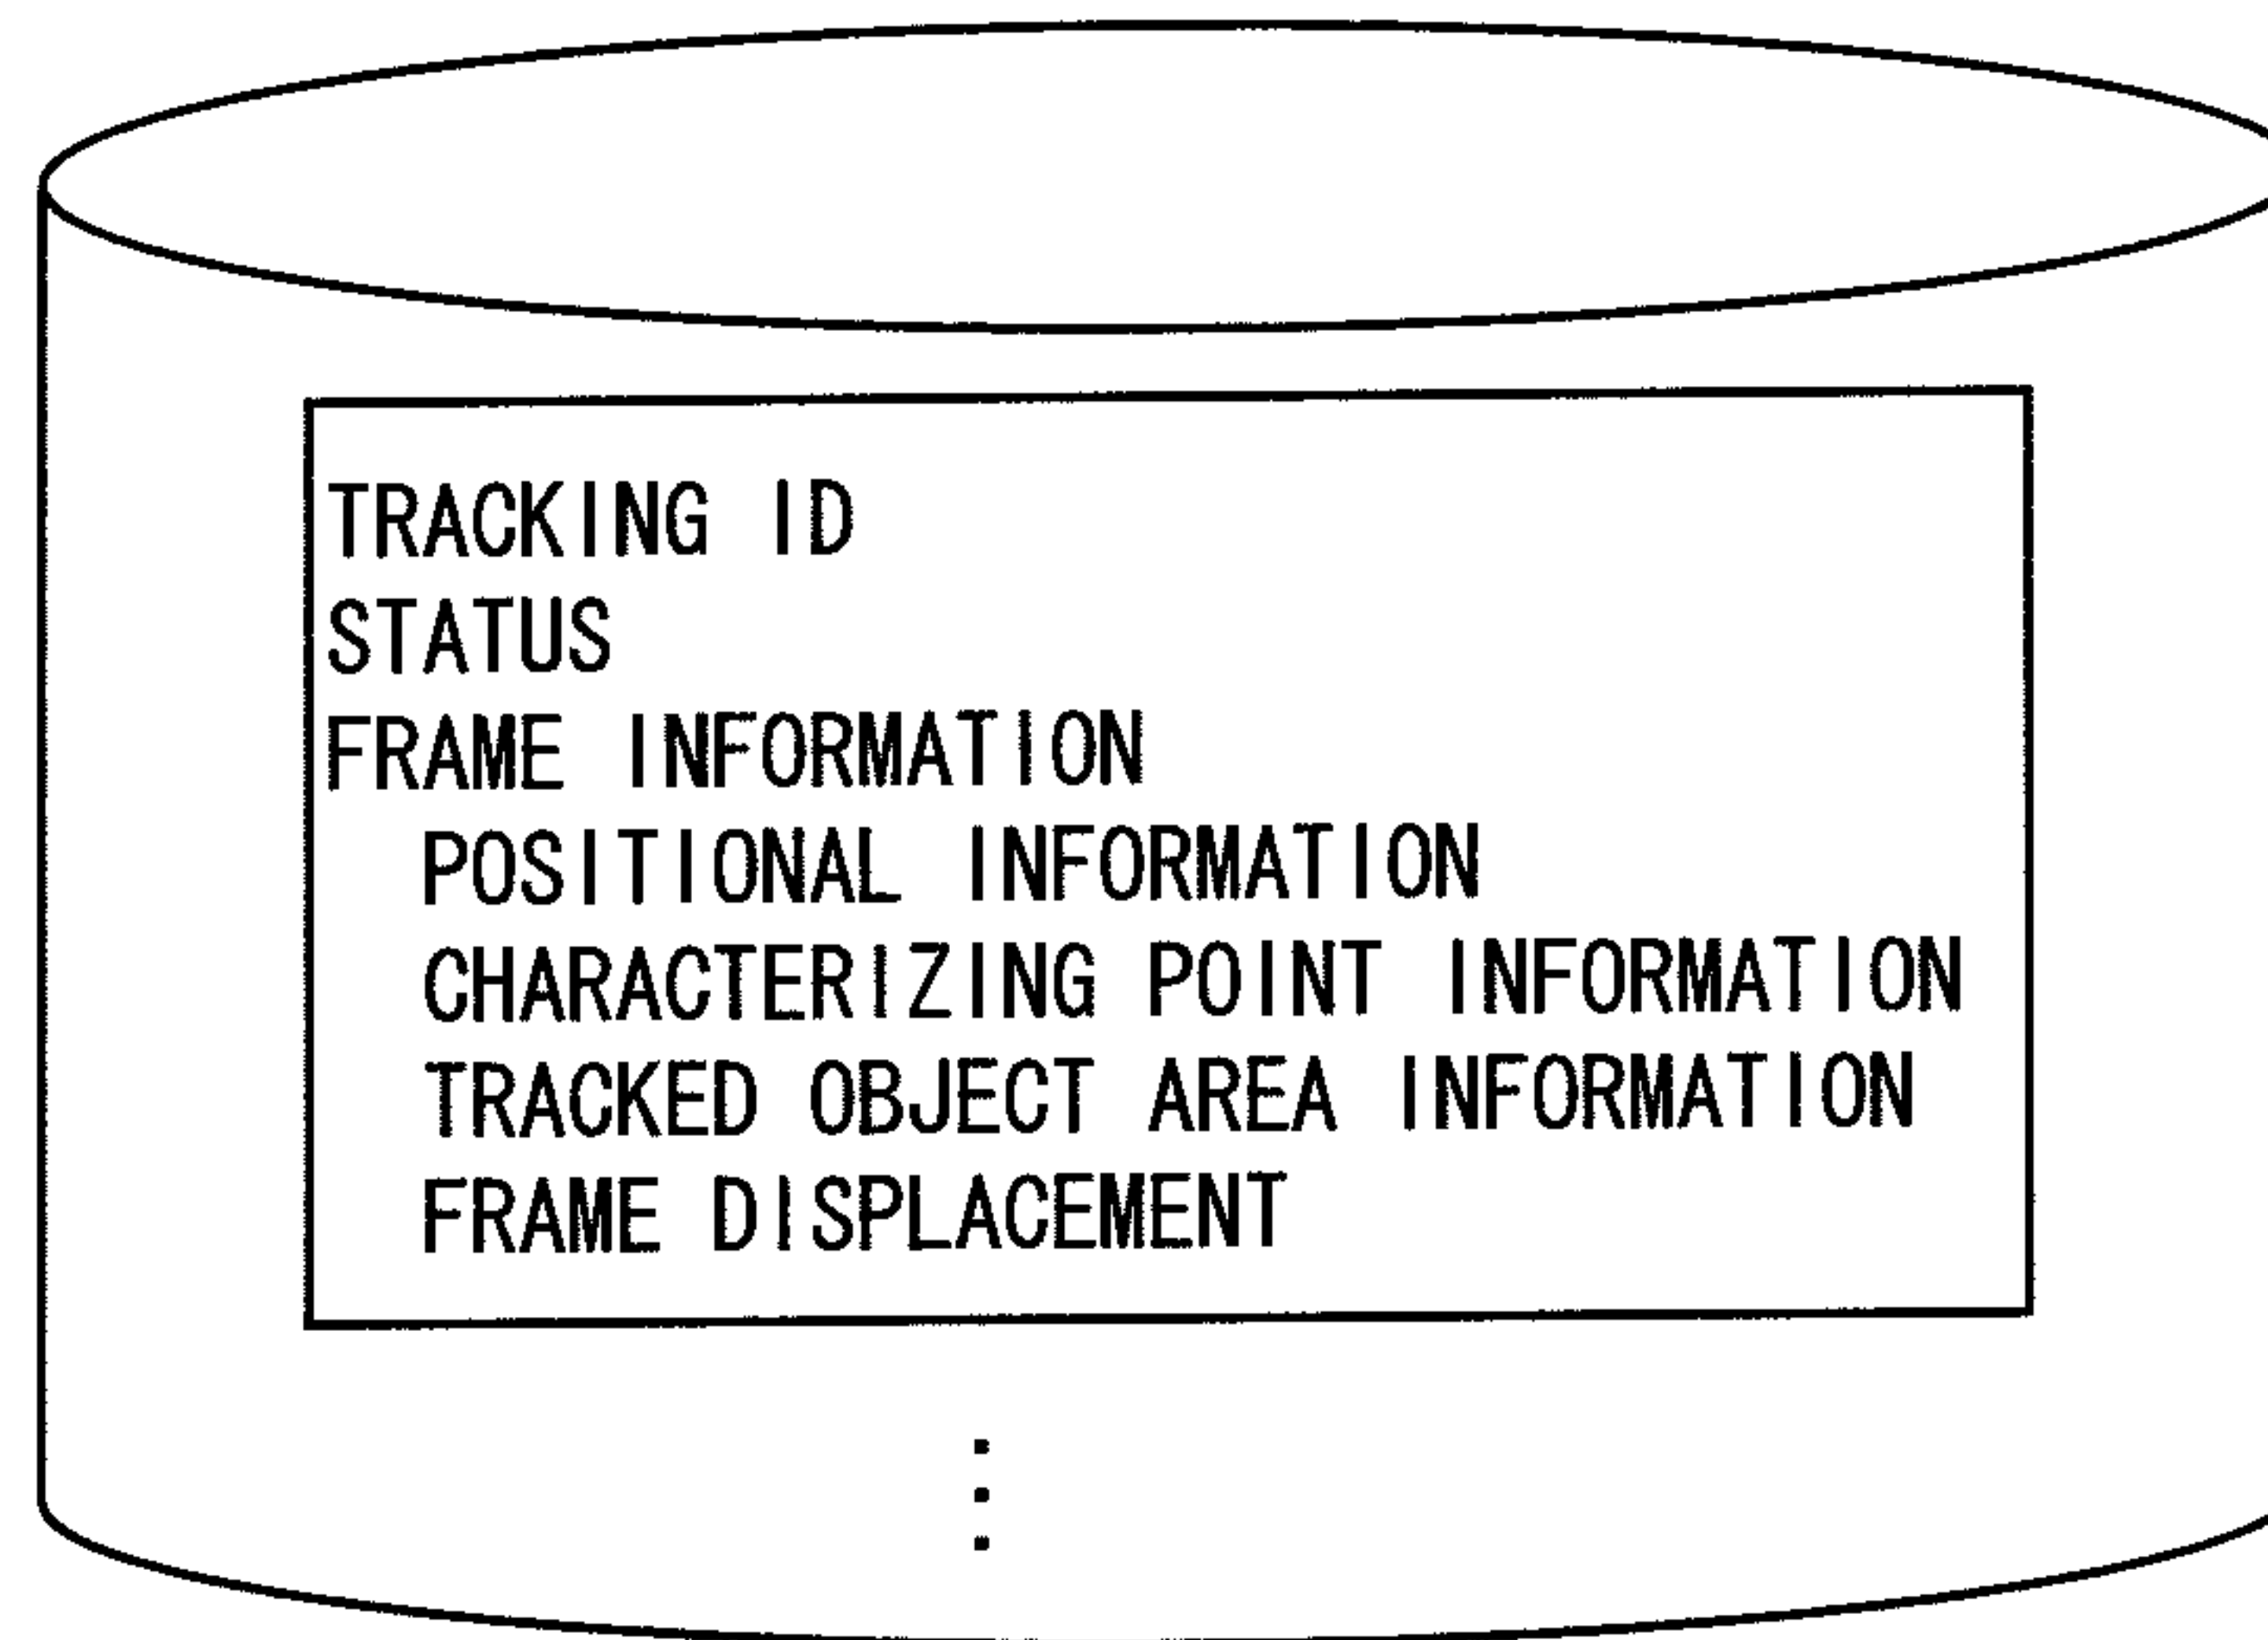 TRACKING ID
STATUS
FRAME INFORMATION
POSITIONAL INFORMATION
CHARACTERIZING POINT INFORMATION
TRACKED OBJECT AREA INFORMATION
FRAME DISPLACEMENT